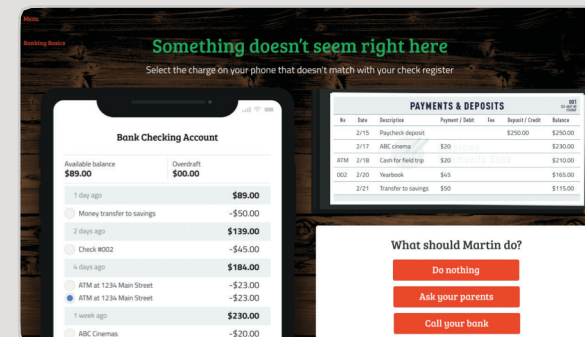 Menu
Banking Basics
Something doesn't seem right here
Select the charge on your phone that doesn't match with your check register
Bank Checking Account
Available balance Overdraft
$89.00 $00.00
1 day ago $89.00
Money transfer to savings -$50.00
2 days ago $139.00
Check #002 -$45.00
4 days ago $184.00
ATM at 1234 Main Street -$23.00
ATM at 1234 Main Street -$23.00
1 week ago $230.00
ABC Cinemas -$20.00
PAYMENTS & DEPOSITS
001
No Date Description Payment / Debit Fee Deposit / Credit Balance
2/15 Paycheck deposit $250.00 $250.00
2/17 ABC cinema $20 $230.00
ATM 2/18 Cash for field trip $20 $210.00
002 2/20 Yearbook $45 $165.00
2/21 Transfer to savings $50 $115.00
What should Martin do?
Do nothing
Ask your parents
Call your bank